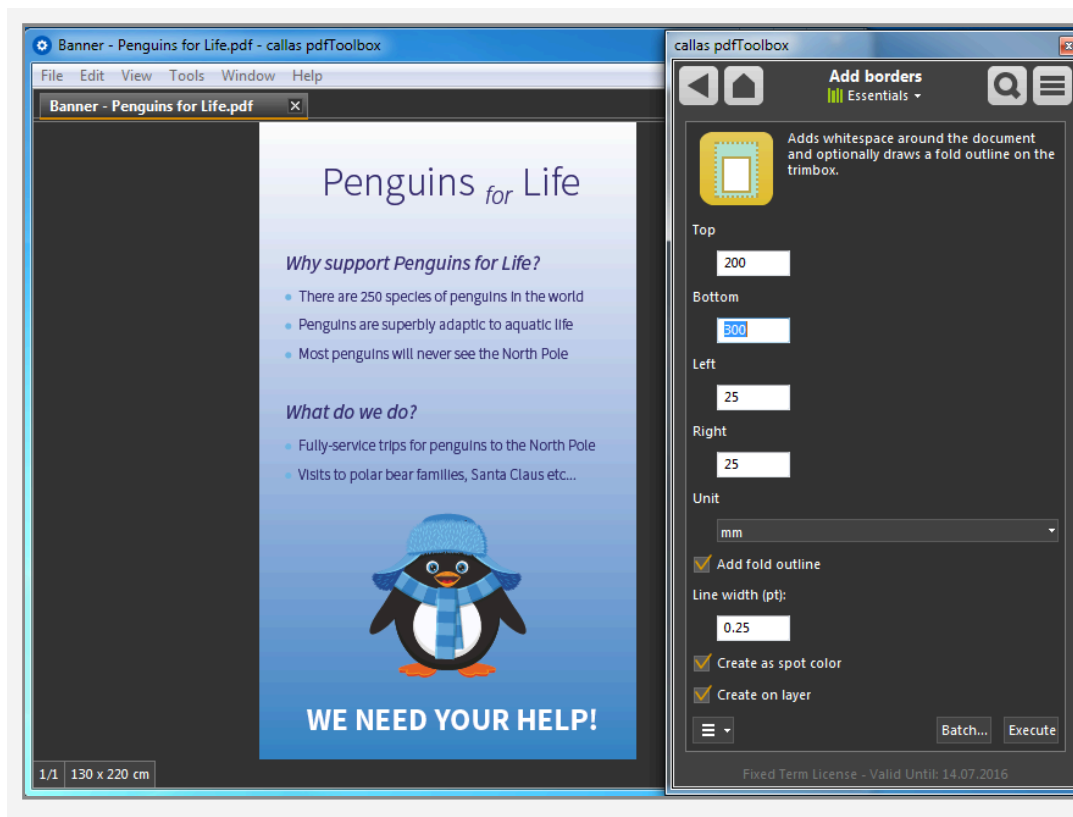 Banner - Penguins for Life.pdf - callas pdfToolbox
File Edit View Tools Window Help
Banner - Penguins for Life.pdf
Penguins for Life
Why support Penguins for Life?
• There are 250 species of penguins in the world
• Penguins are superbly adaptic to aquatic life
• Most penguins will never see the North Pole
What do we do?
• Fully-service trips for penguins to the North Pole
• Visits to polar bear families, Santa Claus etc...
WE NEED YOUR HELP!
1/1 130 x 220 cm
callas pdfToolbox
Add borders
Essentials
Adds whitespace around the document
and optionally draws a fold outline on the
trimbox.
Top
200
Bottom
300
Left
25
Right
25
Unit
mm
Add fold outline
Line width (pt):
0.25
Create as spot color
Create on layer
Batch... Execute
Fixed Term License - Valid Until: 14.07.2016